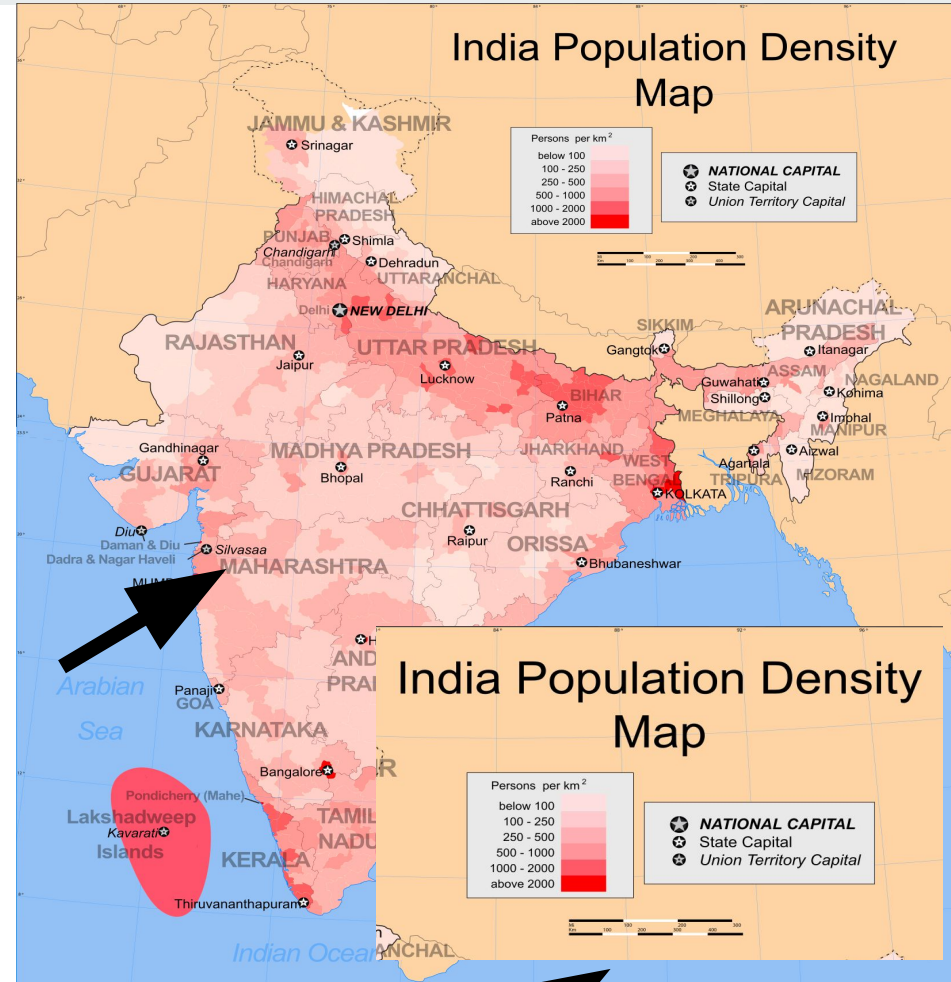 India Population Density
Map
Persons per km2
below 100
100 - 250
250 - 500
500 - 1000
1000 - 2000
above 2000
NATIONAL CAPITAL
State Capital
Union Territory Capital
JAMMU & KASHMIR
Srinagar
HIMACHAL
PRADESH
PUNJAB
Shimla
Chandigarh
Chandigarh
Dehradun
HARYANA
UTTARANCHAL
Delhi
NEW DELHI
RAJASTHAN
Jaipur
UTTAR PRADESH
Lucknow
SIKKIM
Gangtok
ARUNACHAL
PRADESH
Itanagar
ASSAM
Guwahati
NAGALAND
Shillong
Kohima
MEGHALAYA
Imphal
MANIPUR
BIHAR
Patna
Gandhinagar
GUJARAT
MADHYA PRADESH
Bhopal
JHARKHAND
Ranchi
WEST
BENGAL
KOLKATA
Agartala
TRIPURA
Aizwal
MIZORAM
CHHATTISGARH
Raipur
ORISSA
Bhubaneshwar
Diu
Daman & Diu
Dadra & Nagar Haveli
Silvasaa
MAHARASHTRA
Arabian
Sea
Panaji
GOA
KARNATAKA
Bangalore
Pondicherry (Mahe)
Lakshadweep
Kavarati
Islands
TAMIL
NADU
KERALA
Thiruvananthapuram
Indian Ocean
India Population Density
Map
Persons per km2
below 100
100 - 250
250 - 500
500 - 1000
1000 - 2000
above 2000
NATIONAL CAPITAL
State Capital
Union Territory Capital